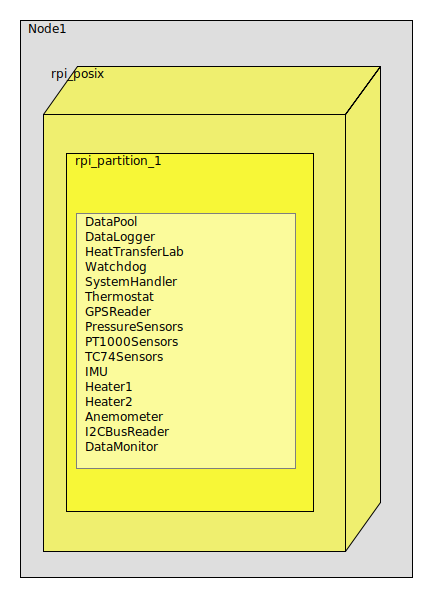 Node1
rpi_posix
rpi_partition_1
DataPool
DataLogger
HeatTransferLab
Watchdog
SystemHandler
Thermostat
GPSReader
PressureSensors
PT1000Sensors
TC74Sensors
IMU
Heater1
Heater2
Anemometer
I2CBusReader
DataMonitor